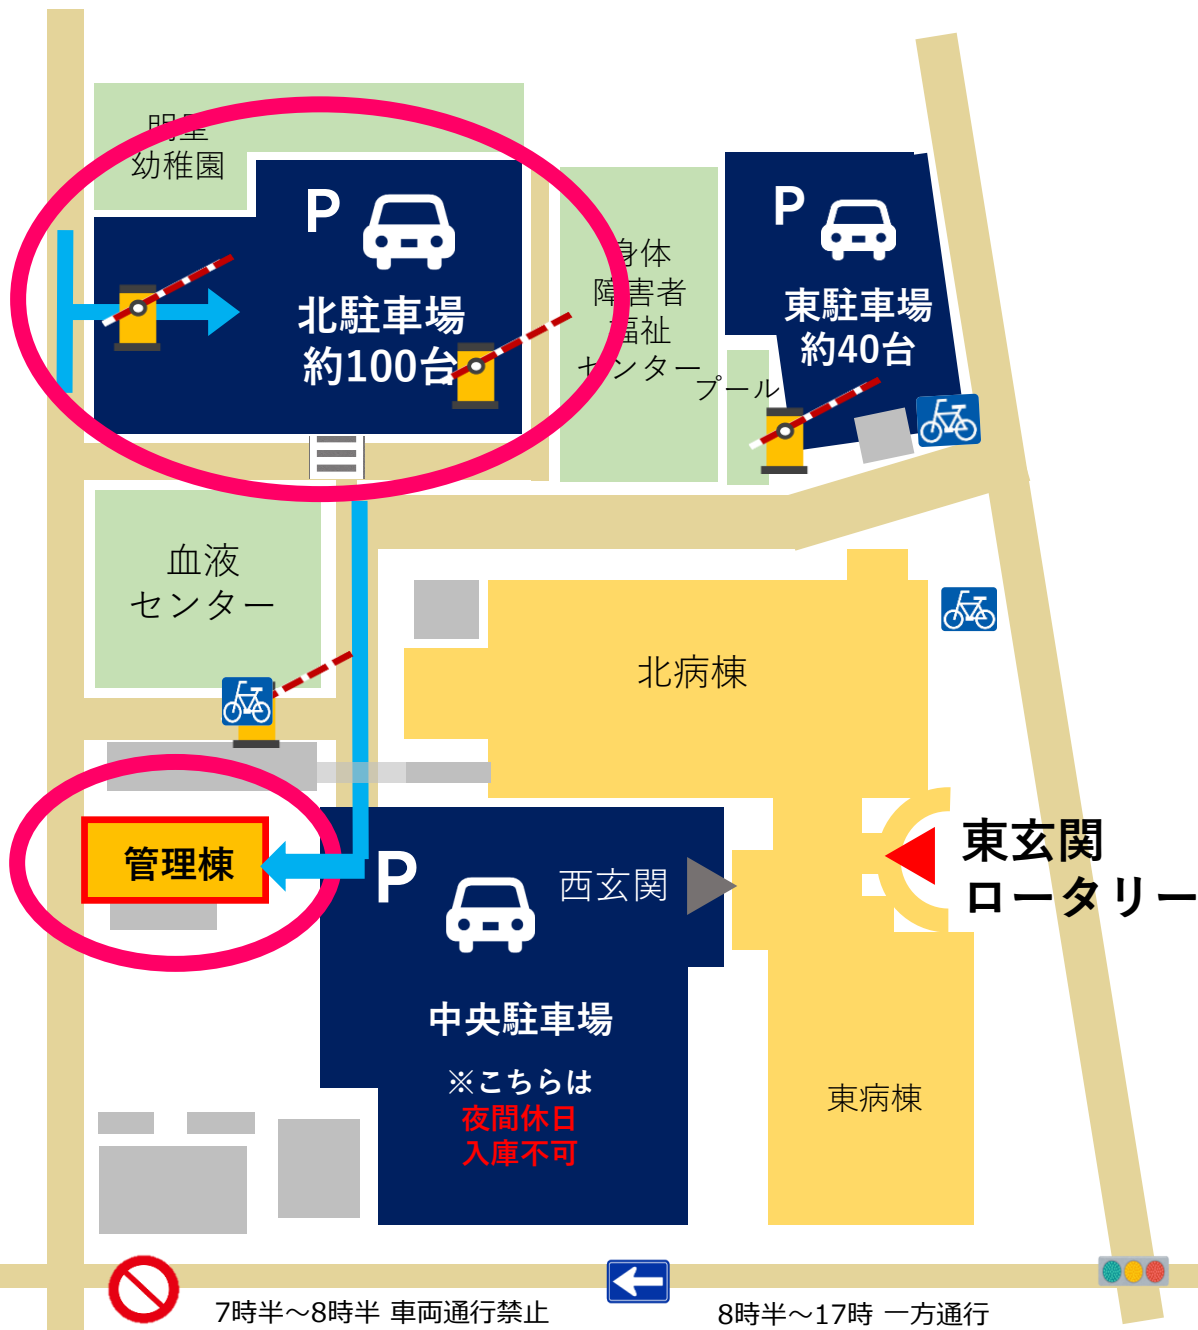 明星
幼稚園
P
北駐車場
約100台
身体
障害者
福祉
センター
プール
P
東駐車場
約40台
血液
センター
北病棟
管理棟
P
西玄関
東玄関
ロータリー
中央駐車場
※こちらは
夜間休日
入庫不可
東病棟
7時半～8時半 車両通行禁止
8時半～17時 一方通行